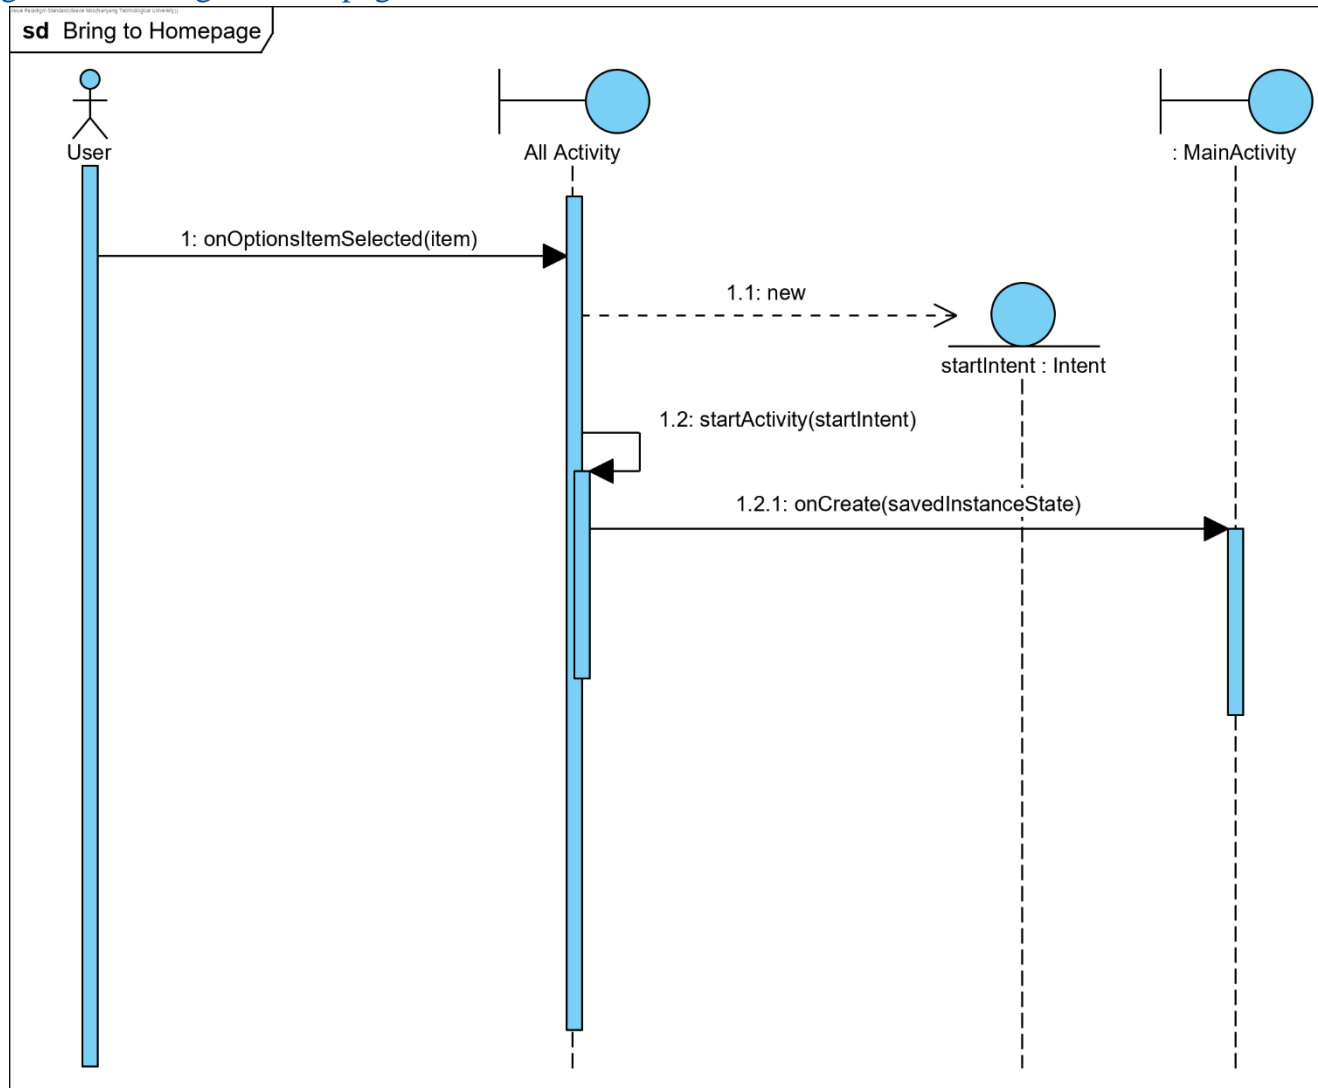 sd Bring to Homepage
User
All Activity
: MainActivity
1: onOptionsItemSelected(item)
1.1: new
startIntent : Intent
1.2: startActivity(startIntent)
1.2.1: onCreate(savedInstanceState)